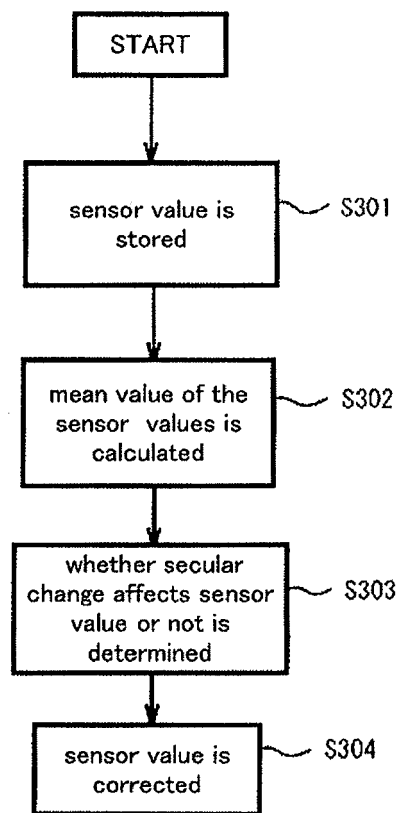 START
sensor value is
stored
S301
mean value of the
sensor values is
calculated
S302
whether secular
change affects sensor
value or not is
determined
S303
sensor value is
corrected
S304